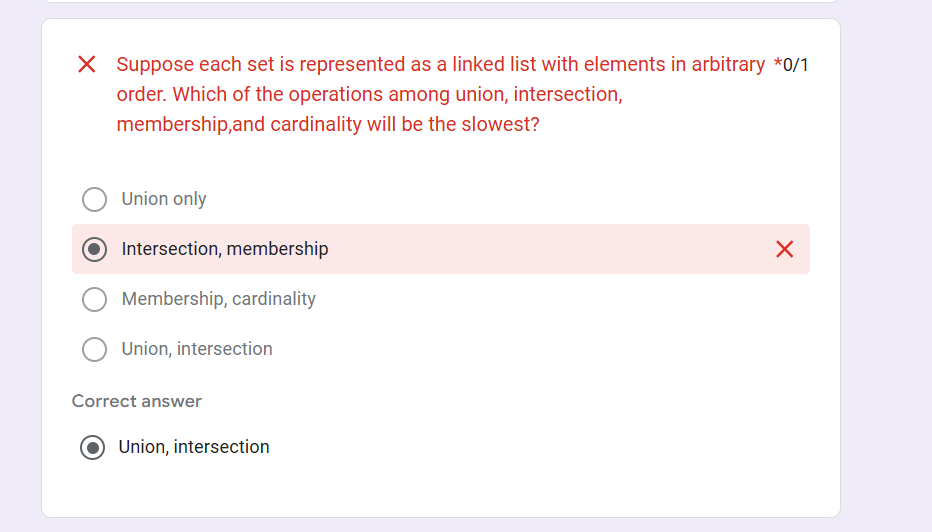 Suppose each set is represented as a linked list with elements in arbitrary *0/1
order. Which of the operations among union, intersection,
membership,and cardinality will be the slowest?
Union only
Intersection, membership
Membership, cardinality
Union, intersection
Correct answer
Union, intersection